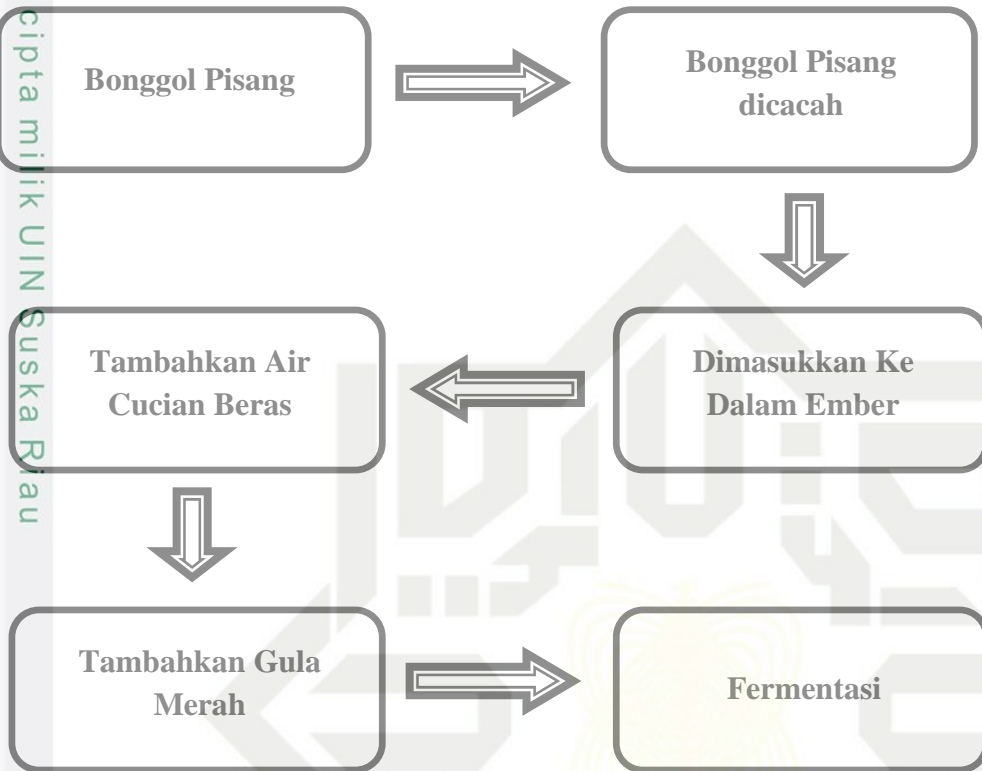 cipta milik UIN Suska Riau
Bonggol Pisang
Bonggol Pisang
dicacah
Dimasukkan Ke
Dalam Ember
Tambahkan Air
Cucian Beras
Tambahkan Gula
Merah
Fermentasi